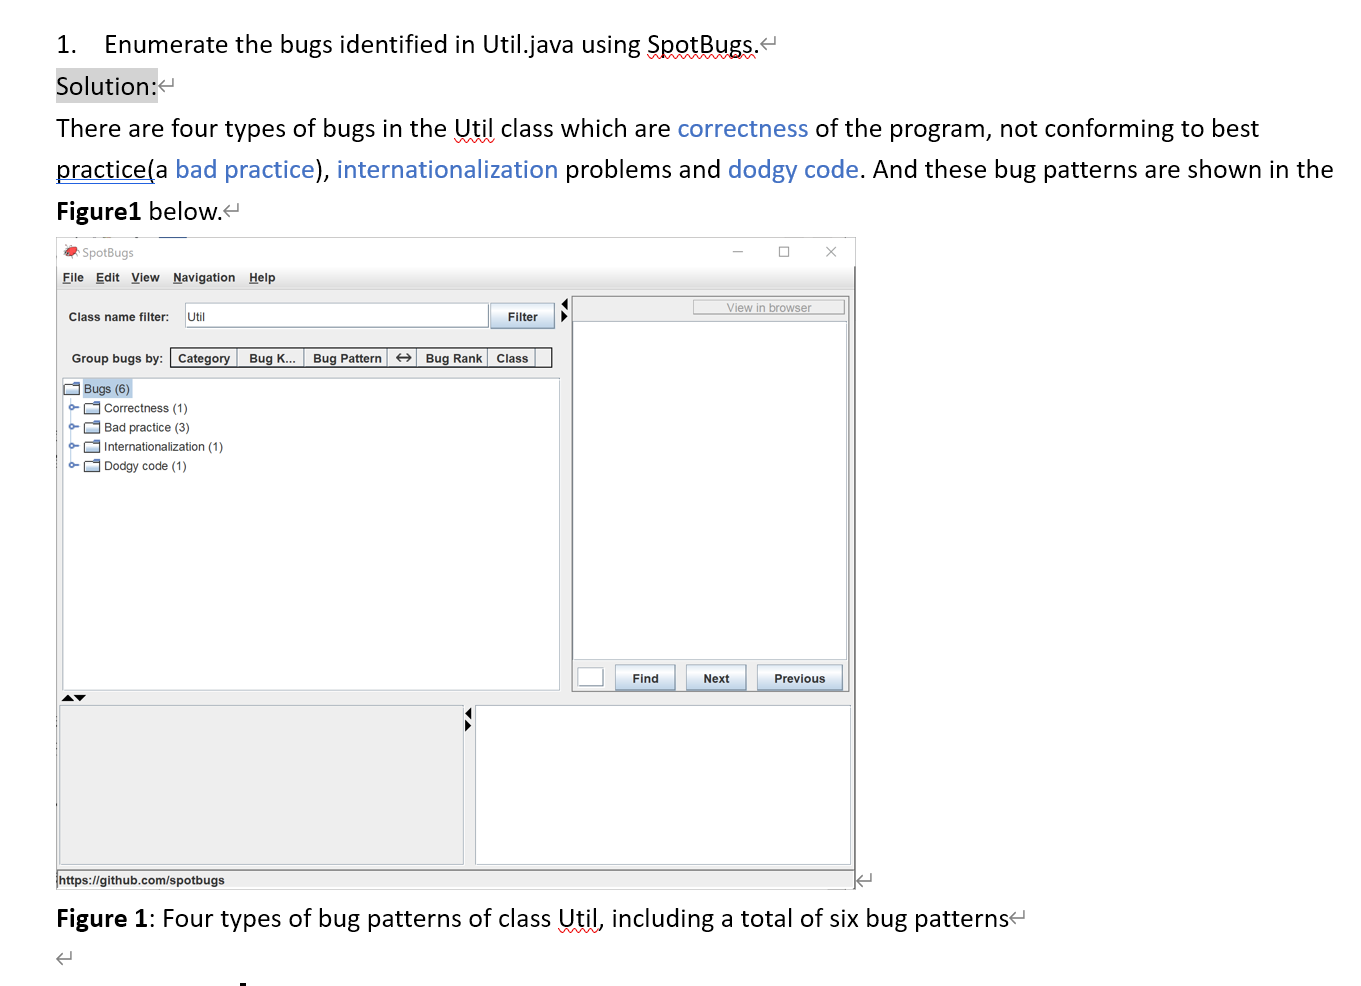 1. Enumerate the bugs identified in Util.java using SpotBugs.
Solution:
There are four types of bugs in the Util class which are correctness of the program, not conforming to best
practice(a bad practice), internationalization problems and dodgy code. And these bug patterns are shown in the
Figure1 below.
SpotBugs
File Edit View Navigation Help
View in browser
Class name filter: Util Filter
Group bugs by: Category Bug K... Bug Pattern ↔ Bug Rank Class
Bugs (6)
Correctness (1)
Bad practice (3)
Internationalization (1)
Dodgy code (1)
Find Next Previous
https://github.com/spotbugs
Figure 1: Four types of bug patterns of class Util, including a total of six bug patterns